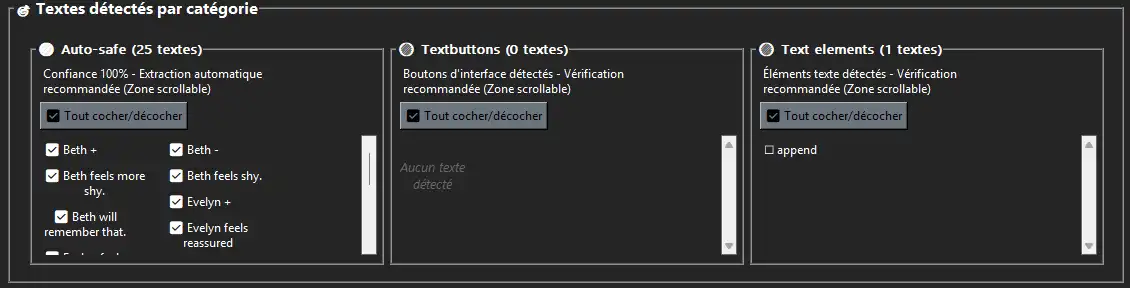 Textes détectés par catégorie
Auto-safe (25 textes)
Confiance 100% - Extraction automatique
recommandée (Zone scrollable)
Tout cocher/décocher
Beth +
Beth -
Beth feels more
shy.
Beth feels shy.
Evelyn +
Beth will
remember that.
Evelyn feels
reassured
Textbuttons (0 textes)
Boutons d'interface détectés - Vérification
recommandée (Zone scrollable)
Tout cocher/décocher
Aucun texte
détecté
Text elements (1 textes)
Éléments texte détectés - Vérification
recommandée (Zone scrollable)
Tout cocher/décocher
append